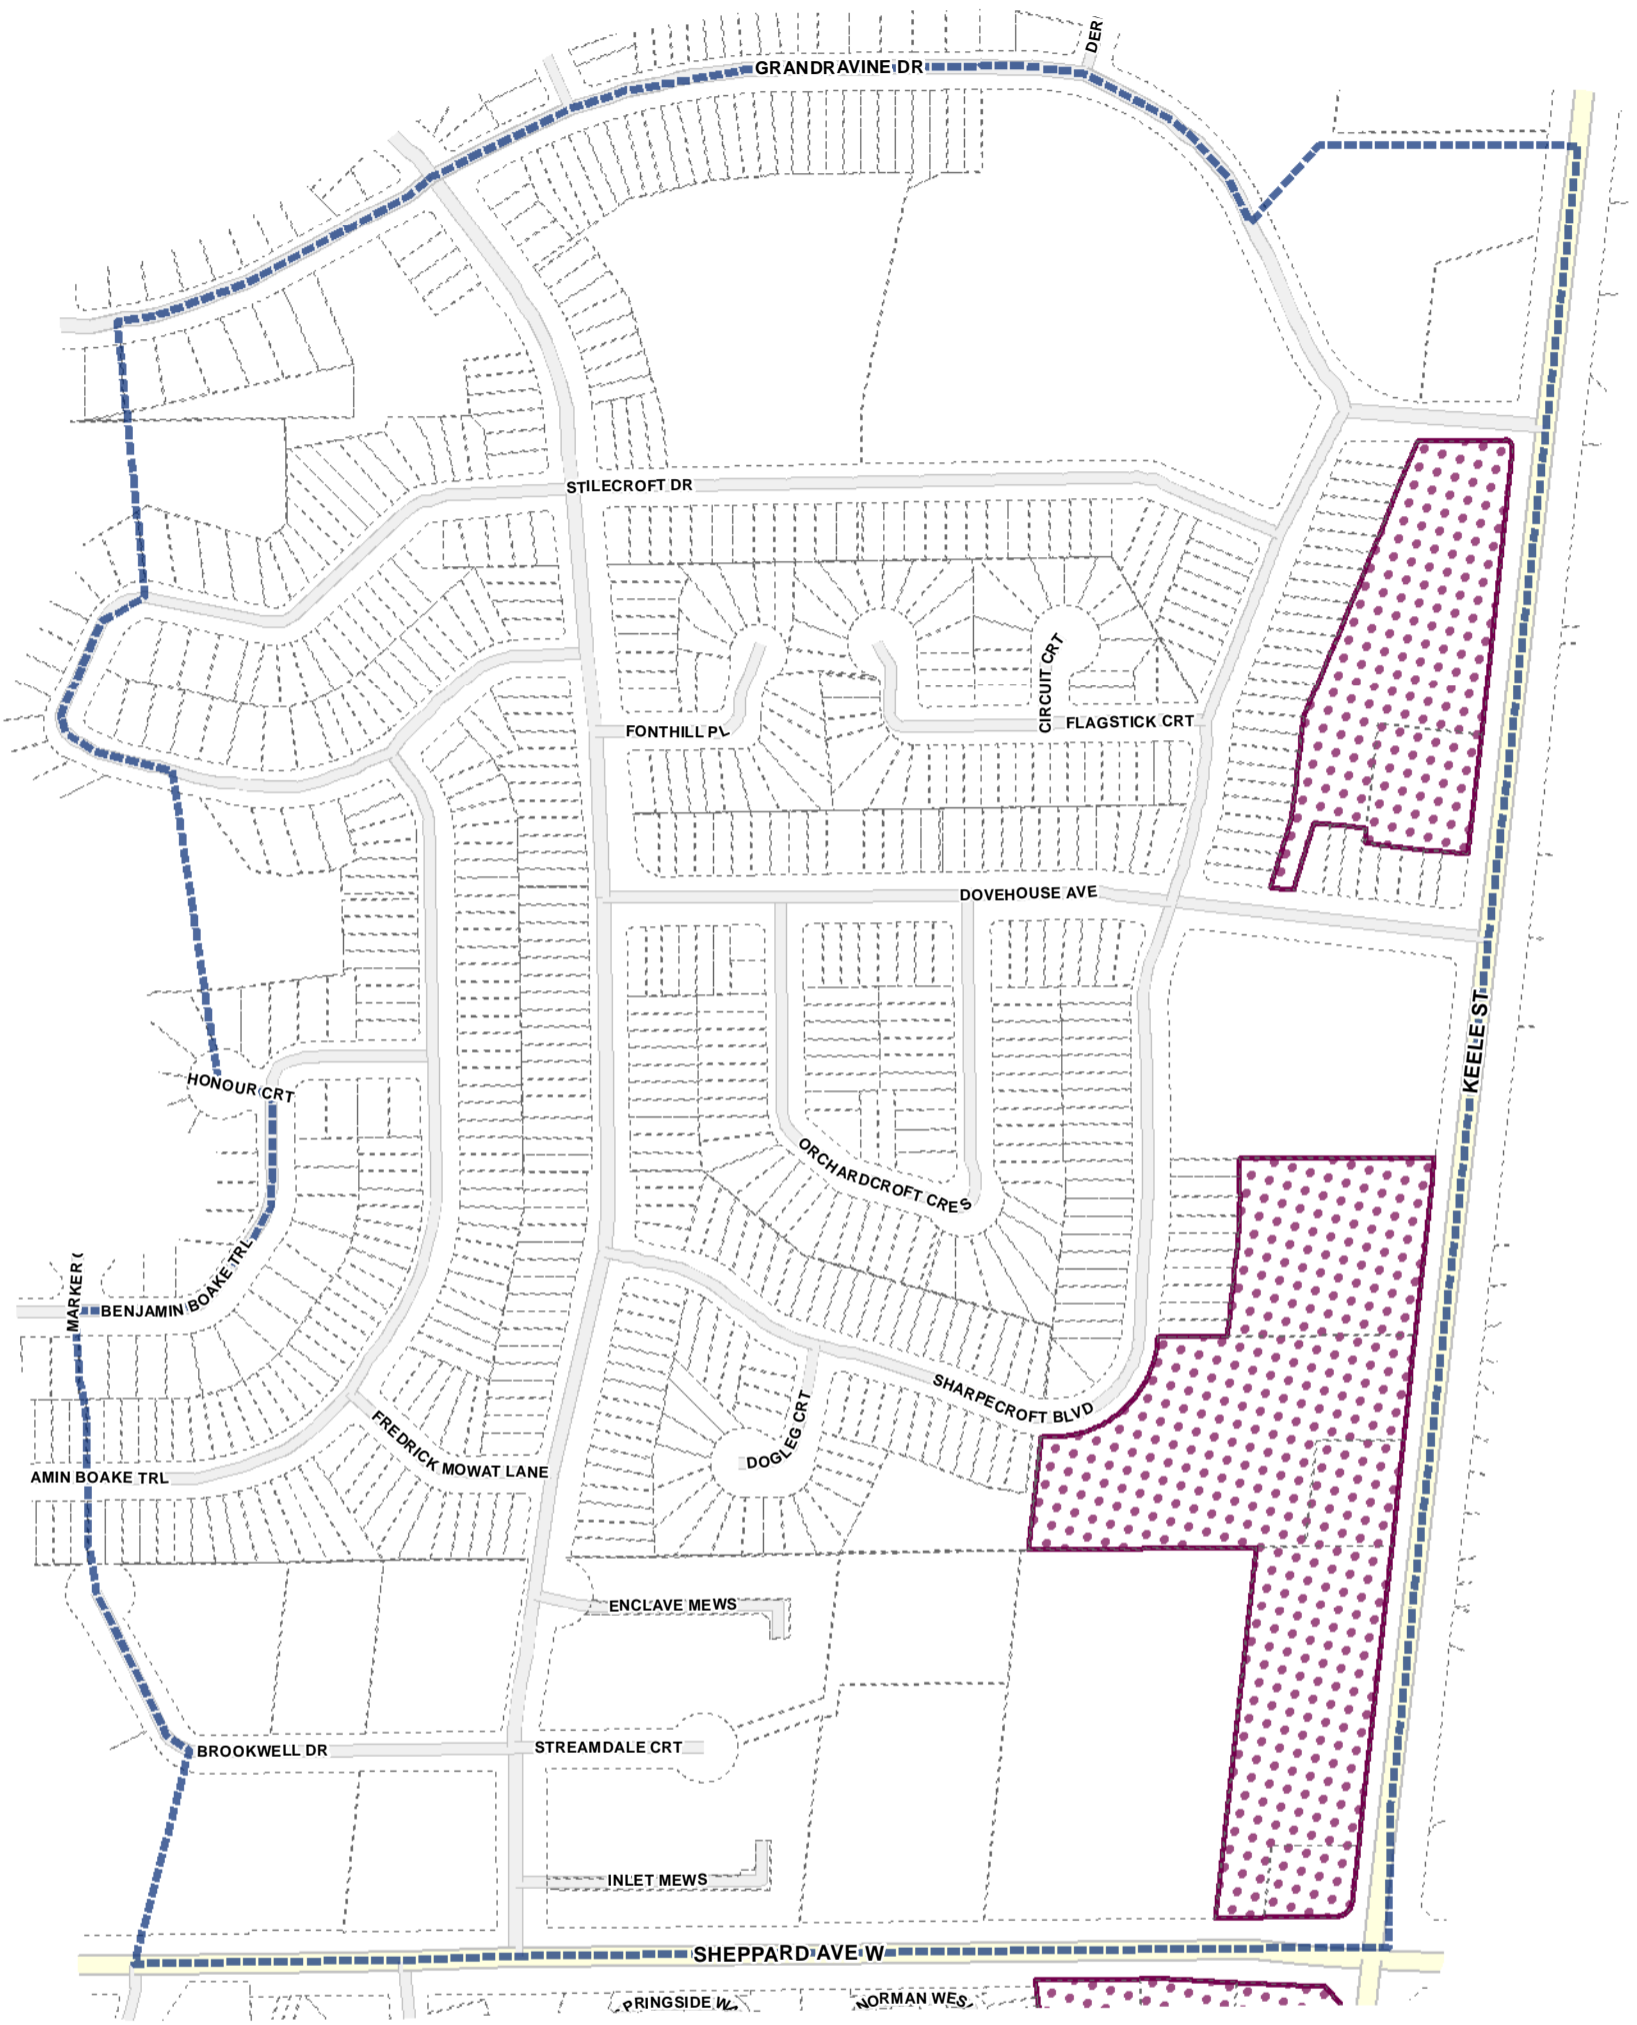 DER
GRANDRAVINE DR
STILECROFT DR
CIRCUIT CRT
FONTHILL PL
FLAGSTICK CRT
DOVEHOUSE AVE
KEELE ST
HONOUR CRT
ORCHARDCROFT CRES
MARKER
BENJAMIN BOAKE TRL
SHARPECROFT BLVD
DOGLEG CRT
FREDRICK MOWAT LANE
AMIN BOAKE TRL
ENCLAVE MEWS
BROOKWELL DR
STREAMDALE CRT
INLET MEWS
SHEPPARD AVE W
PRINGSIDE WA
NORMAN WES